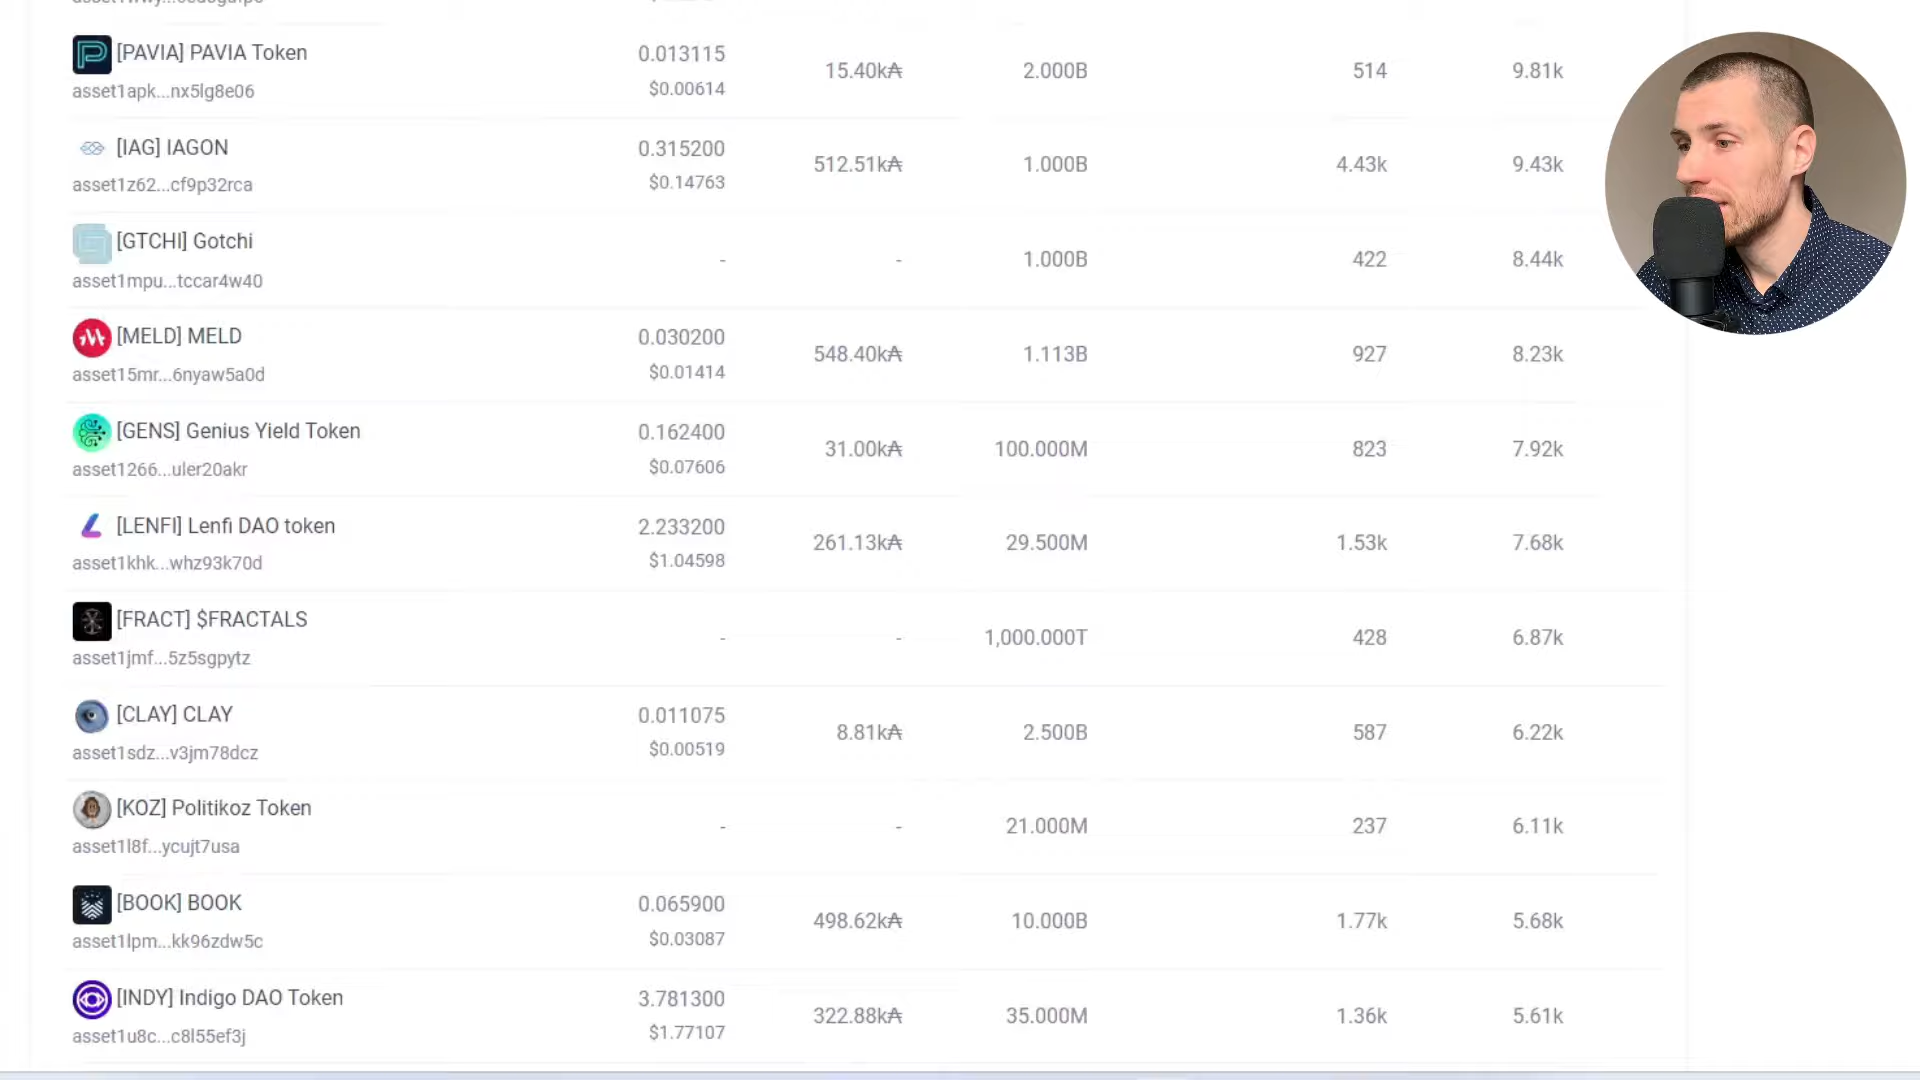 [PAVIA] PAVIA Token 0.013115 15.40k₳ 2.000B 514 9.81k
asset1apk...nx5lg8e06 $0.00614
[IAG] IAGON 0.315200 512.51k₳ 1.000B 4.43k 9.43k
asset1z62...cf9p32rca $0.14763
[GTCHI] Gotchi - - 1.000B 422 8.44k
asset1mpu...tccar4w40
[MELD] MELD 0.030200 548.40k₳ 1.113B 927 8.23k
asset15mr...6nyaw5a0d $0.01414
[GENS] Genius Yield Token 0.162400 31.00k₳ 100.000M 823 7.92k
asset1266...uler20akr $0.07606
[LENFI] Lenfi DAO token 2.233200 261.13k₳ 29.500M 1.53k 7.68k
asset1khk...whz93k70d $1.04598
[FRACT] $FRACTALS - - 1,000.000T 428 6.87k
asset1jmf...5z5sgpytz
[CLAY] CLAY 0.011075 8.81k₳ 2.500B 587 6.22k
asset1sdz...v3jm78dcz $0.00519
[KOZ] Politikoz Token - - 21.000M 237 6.11k
asset1l8f...ycujt7usa
[BOOK] BOOK 0.065900 498.62k₳ 10.000B 1.77k 5.68k
asset1lpm...kk96zdw5c $0.03087
[INDY] Indigo DAO Token 3.781300 322.88k₳ 35.000M 1.36k 5.61k
asset1u8c...c8l55ef3j $1.77107